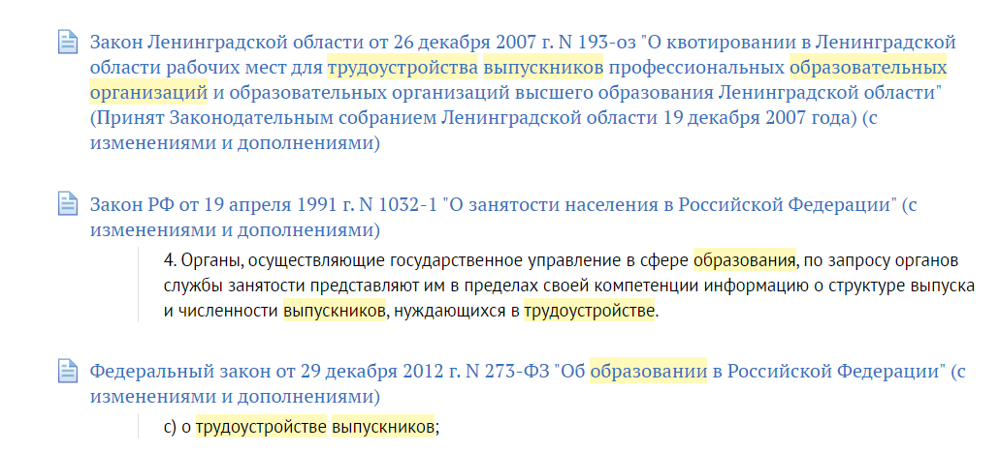 Закон Ленинградской области от 26 декабря 2007 г. N 193-оз "О квотировании в Ленинградской
области рабочих мест для трудоустройства выпускников профессиональных образовательных
организаций и образовательных организаций высшего образования Ленинградской области"
(Принят Законодательным собранием Ленинградской области 19 декабря 2007 года) (с
изменениями и дополнениями)
Закон РФ от 19 апреля 1991 г. N 1032-1 "О занятости населения в Российской Федерации" (с
изменениями и дополнениями)
4. Органы, осуществляющие государственное управление в сфере образования, по запросу органов
службы занятости представляют им в пределах своей компетенции информацию о структуре выпуска
и численности выпускников, нуждающихся в трудоустройстве.
Федеральный закон от 29 декабря 2012 г. N 273-ФЗ "Об образовании в Российской Федерации" (с
изменениями и дополнениями)
с) о трудоустройстве выпускников;